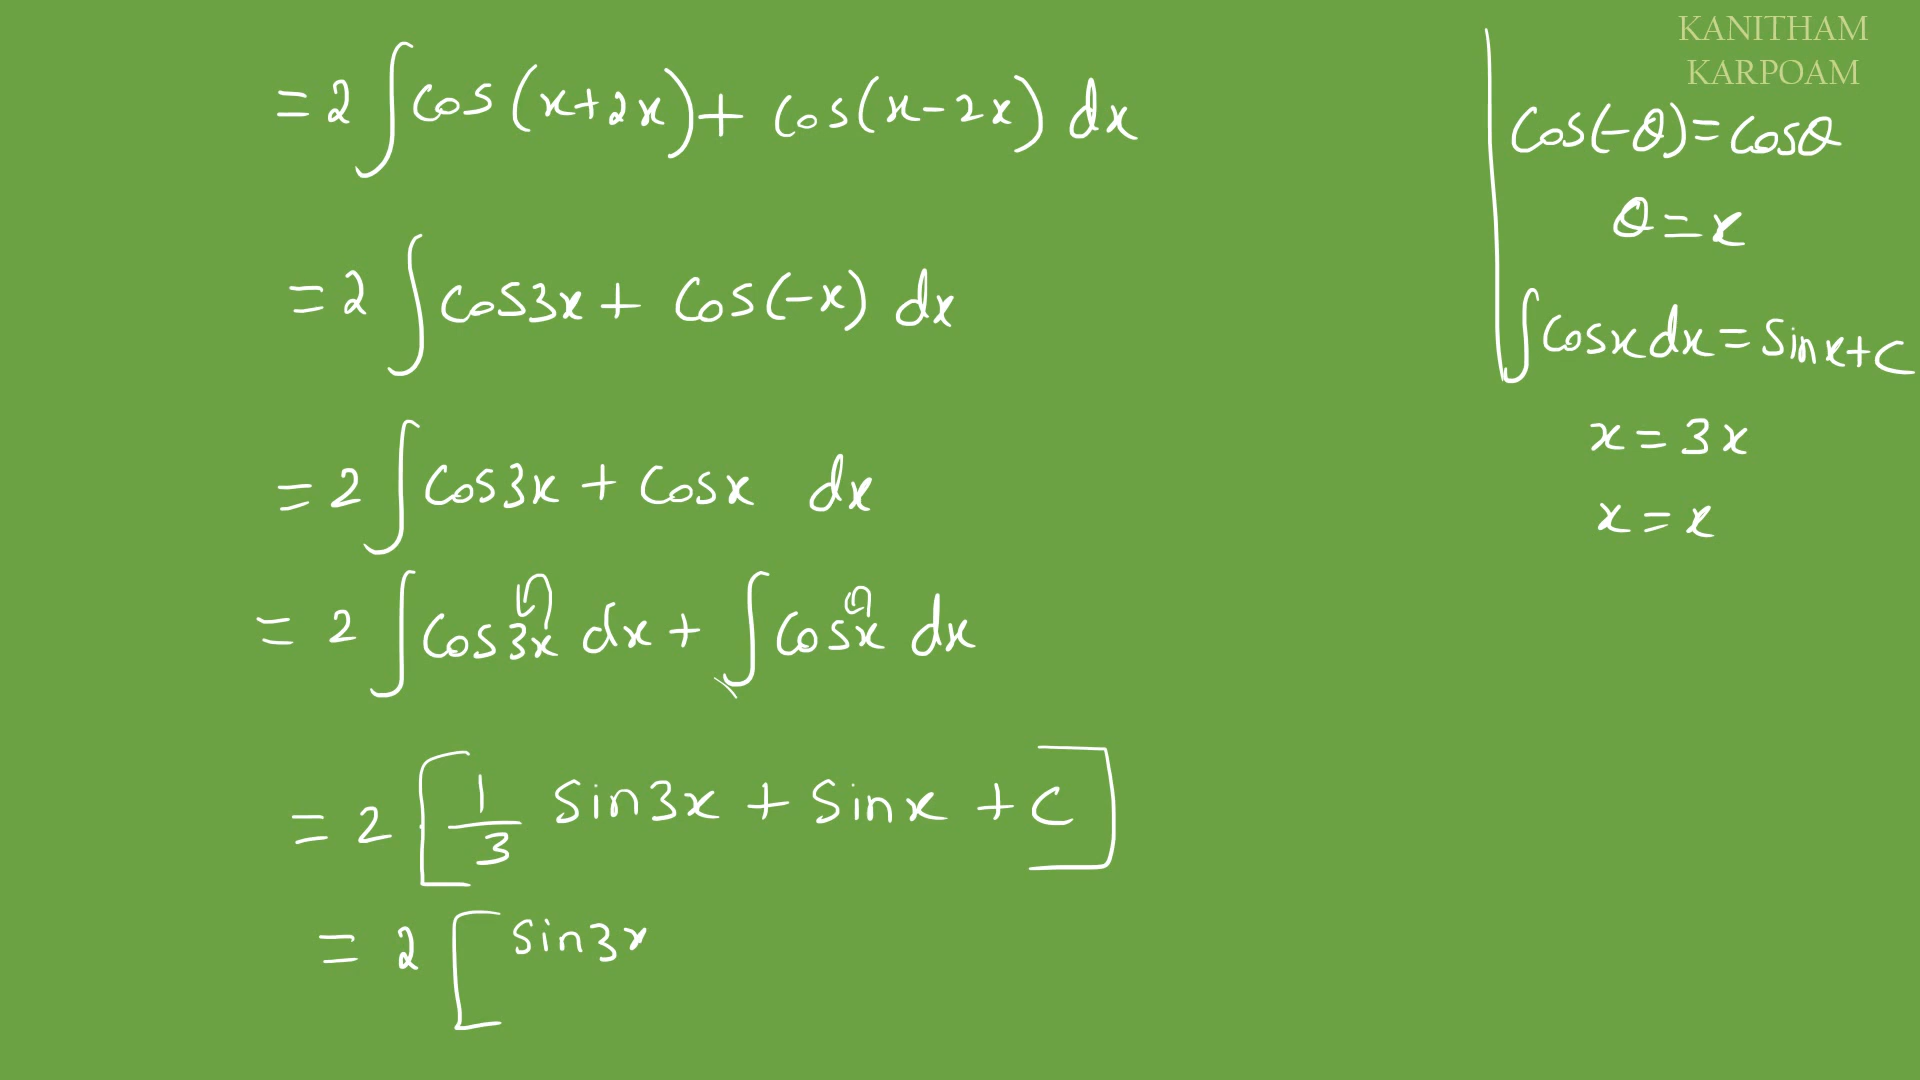 KANITHAM
KARPOAM
= 2 ∫ Cos (x+2x) + Cos(x-2x) dx
= 2 ∫ Cos3x + Cos(-x) dx
= 2 ∫ Cos3x + Cosx dx
= 2 ∫ Cos3x dx + ∫ Cosx dx
= 2 [ 1/3 Sin3x + Sinx + C ]
= 2 [ Sin3x
Cos(-θ) = Cosθ
θ = x
∫ Cosx dx = Sinx + C
x = 3x
x = x